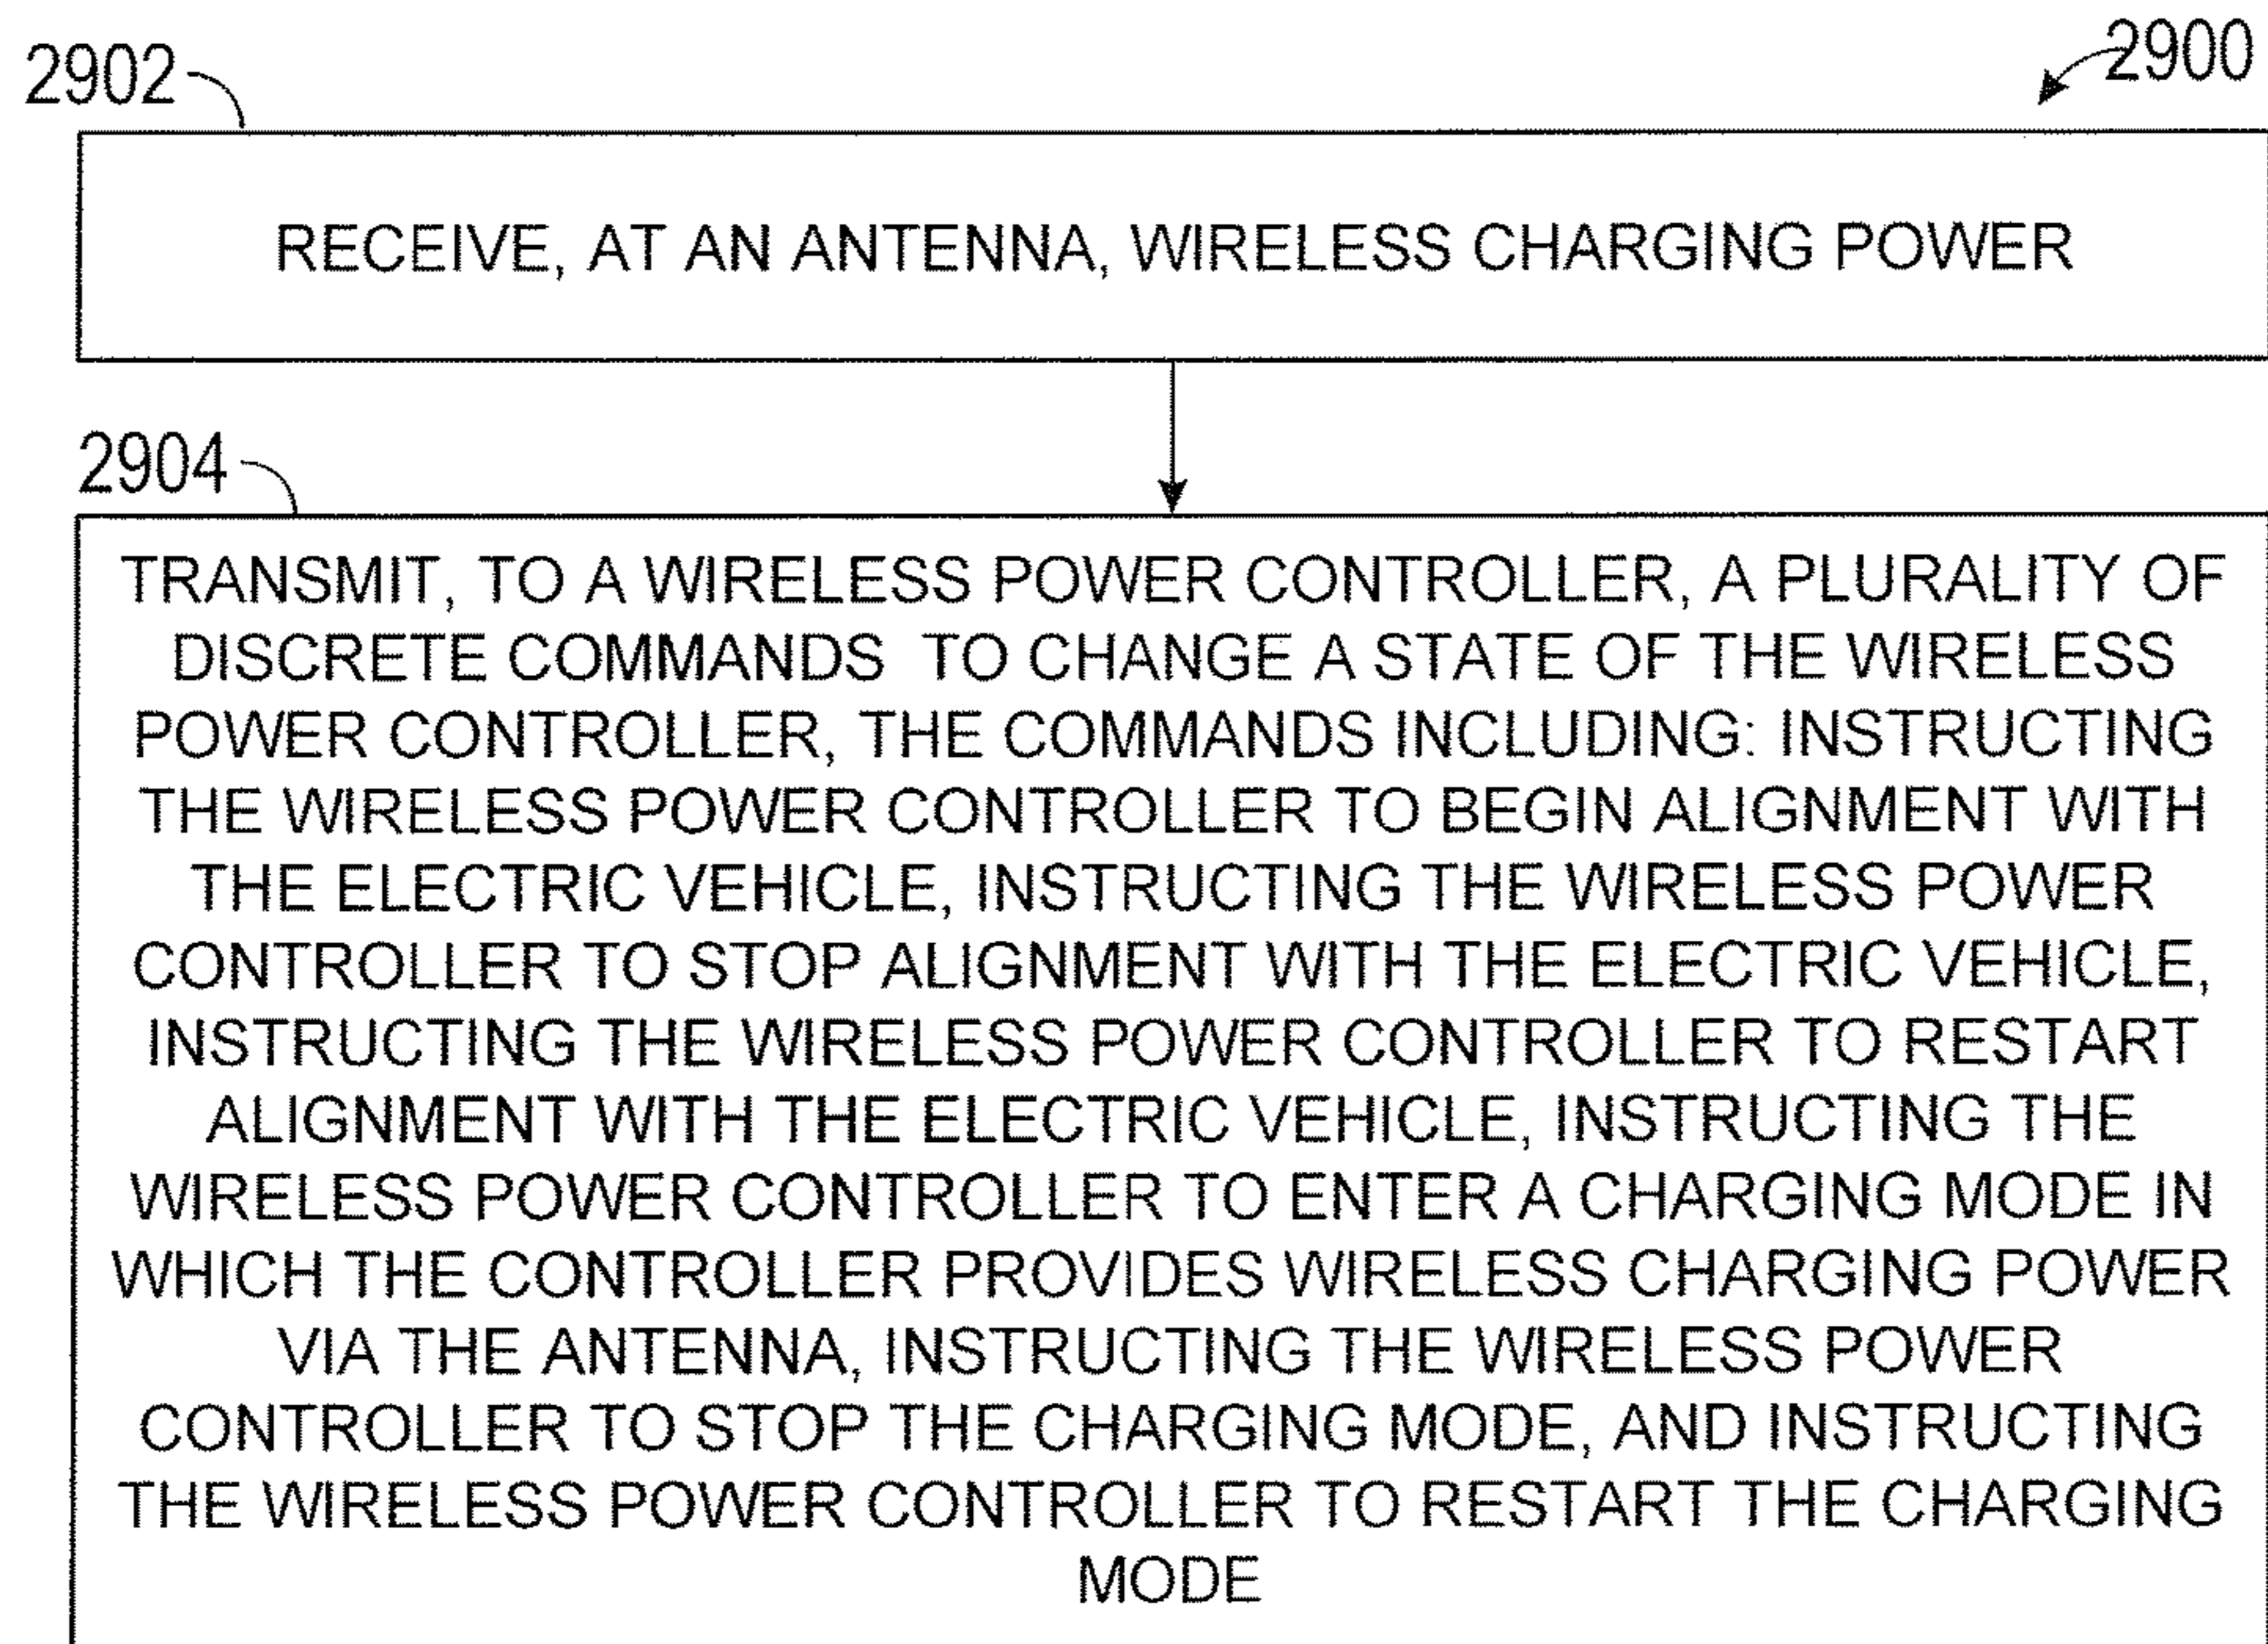 2902
2900
RECEIVE, AT AN ANTENNA, WIRELESS CHARGING POWER
2904
TRANSMIT, TO A WIRELESS POWER CONTROLLER, A PLURALITY OF
DISCRETE COMMANDS TO CHANGE A STATE OF THE WIRELESS
POWER CONTROLLER, THE COMMANDS INCLUDING: INSTRUCTING
THE WIRELESS POWER CONTROLLER TO BEGIN ALIGNMENT WITH
THE ELECTRIC VEHICLE, INSTRUCTING THE WIRELESS POWER
CONTROLLER TO STOP ALIGNMENT WITH THE ELECTRIC VEHICLE,
INSTRUCTING THE WIRELESS POWER CONTROLLER TO RESTART
ALIGNMENT WITH THE ELECTRIC VEHICLE, INSTRUCTING THE
WIRELESS POWER CONTROLLER TO ENTER A CHARGING MODE IN
WHICH THE CONTROLLER PROVIDES WIRELESS CHARGING POWER
VIA THE ANTENNA, INSTRUCTING THE WIRELESS POWER
CONTROLLER TO STOP THE CHARGING MODE, AND INSTRUCTING
THE WIRELESS POWER CONTROLLER TO RESTART THE CHARGING
MODE